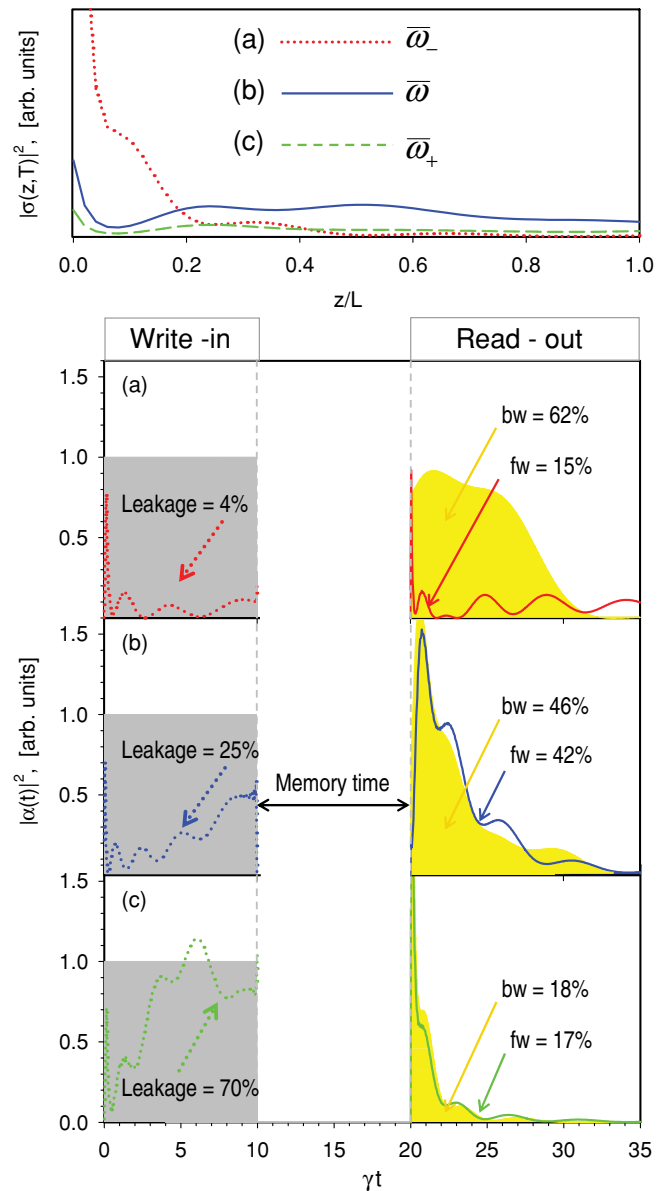 |σ(z,T)|², [arb. units]
(a) ω̅₋
(b) ω̅
(c) ω̅₊
0.0 0.2 0.4 0.6 0.8 1.0
z/L
Write -in
Read - out
(a)
1.5
1.0
0.5
Leakage = 4%
bw = 62%
fw = 15%
(b)
1.5
1.0
0.5
Leakage = 25%
bw = 46%
fw = 42%
Memory time
|α(t)|², [arb. units]
(c)
1.5
1.0
0.5
0.0
Leakage = 70%
bw = 18%
fw = 17%
0 5 10 20 25 30 35
γt